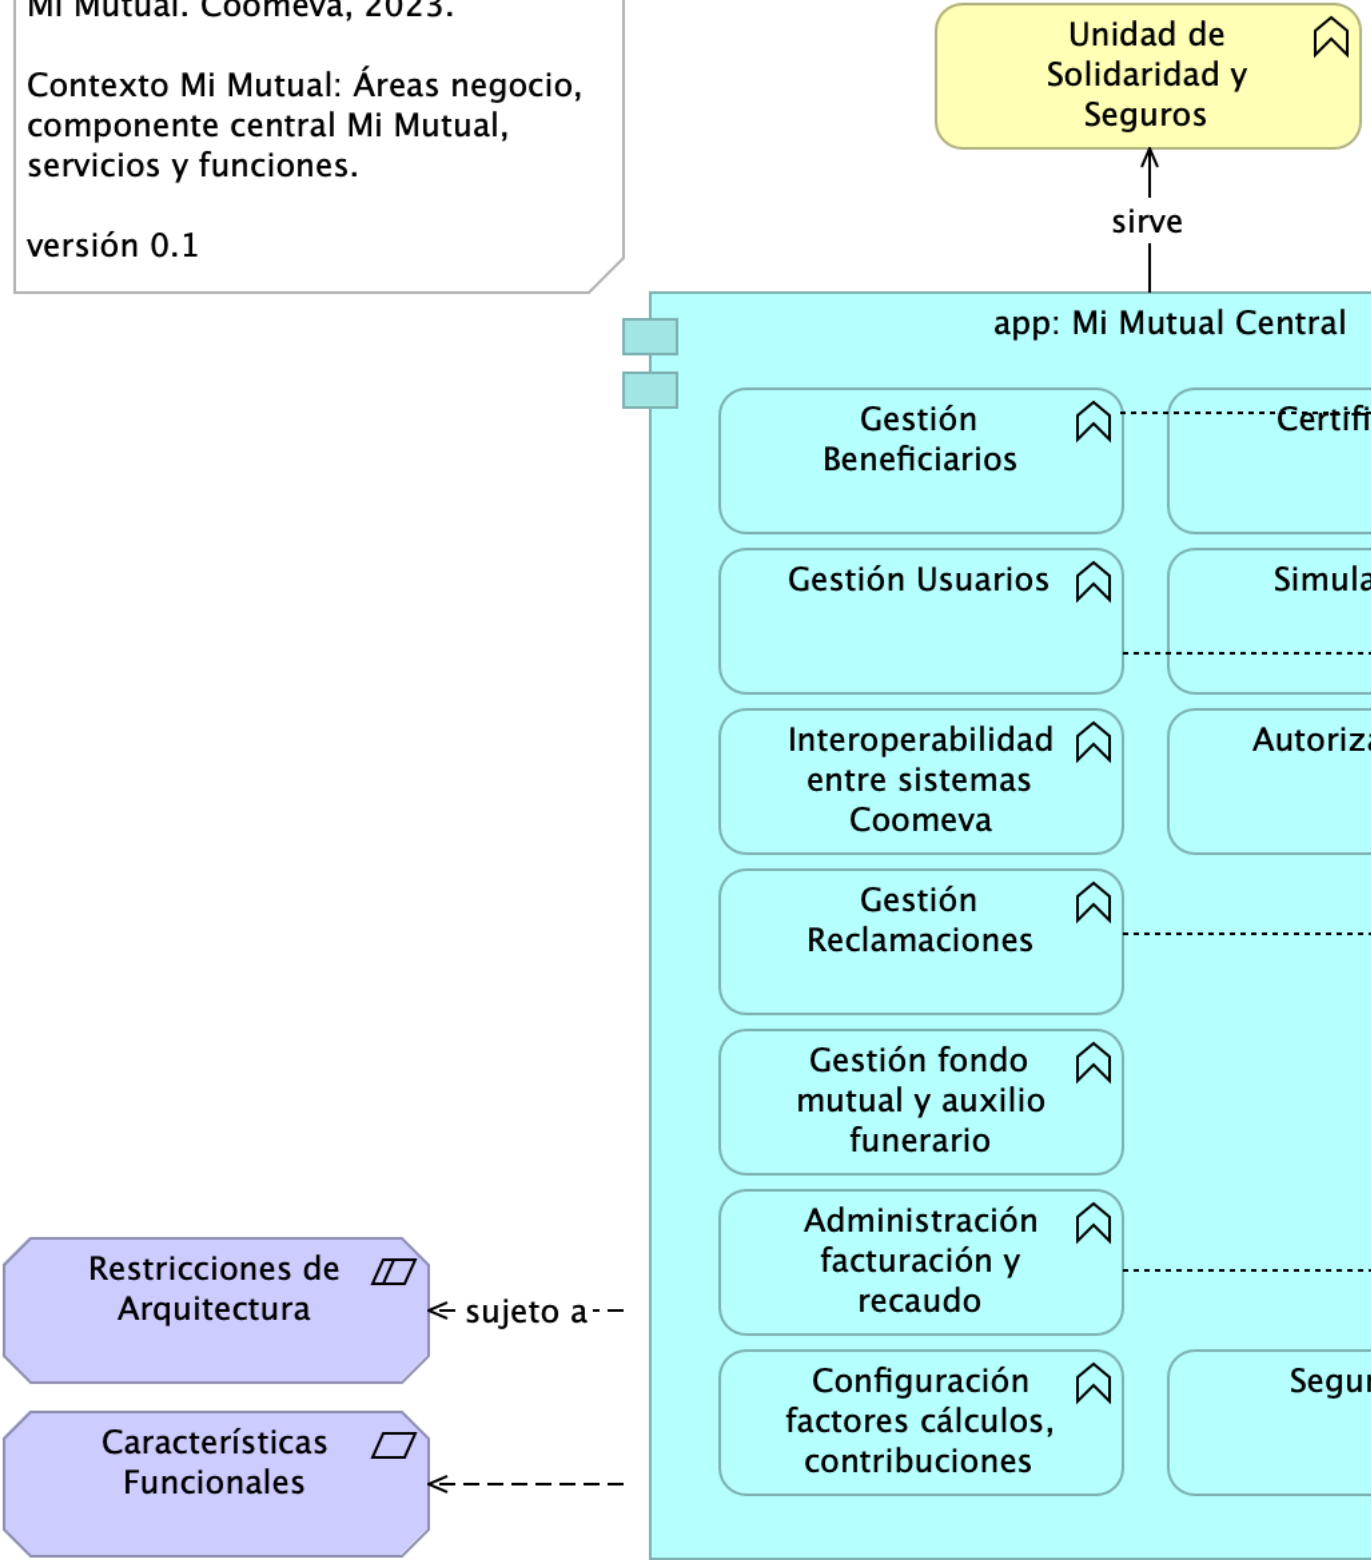 Mi Mutual. Coomeva, 2023.
Contexto Mi Mutual: Áreas negocio,
componente central Mi Mutual,
servicios y funciones.
versión 0.1
Unidad de
Solidaridad y
Seguros
sirve
app: Mi Mutual Central
Gestión
Beneficiarios
Gestión Usuarios
Interoperabilidad
entre sistemas
Coomeva
Gestión
Reclamaciones
Gestión fondo
mutual y auxilio
funerario
Administración
facturación y
recaudo
Configuración
factores cálculos,
contribuciones
Restricciones de
Arquitectura
sujeto a
Características
Funcionales